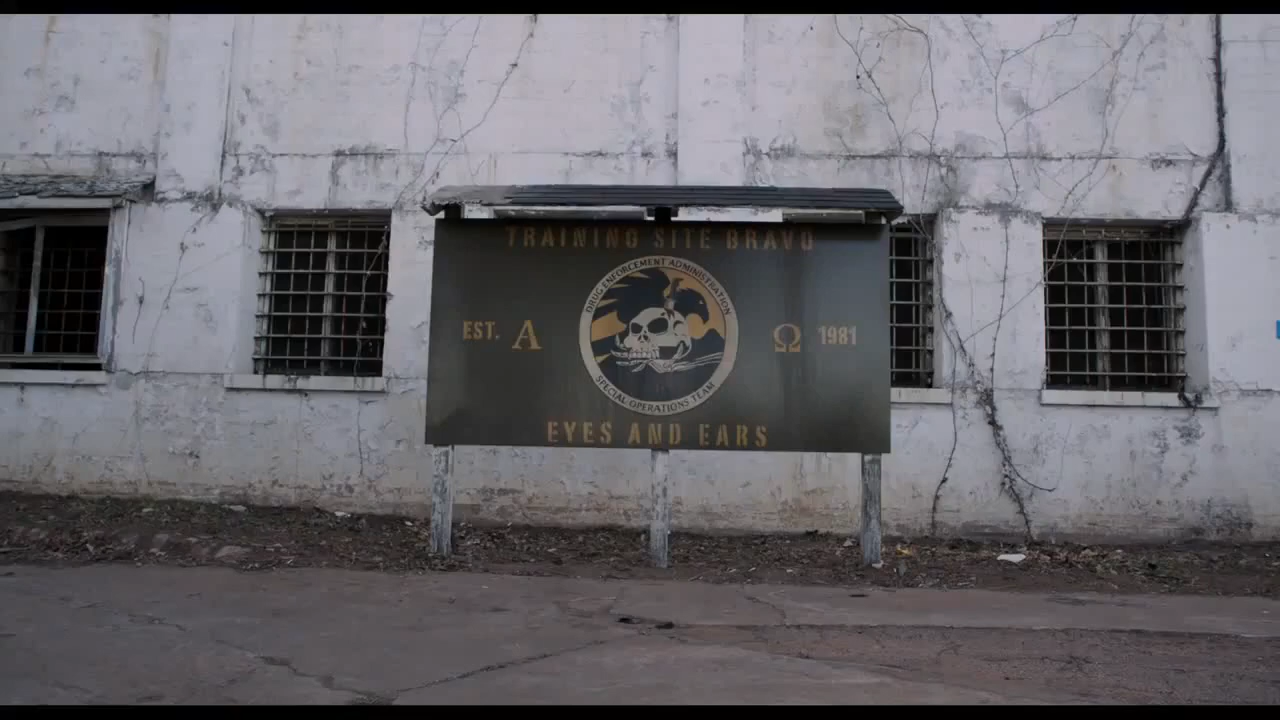 TRAINING SITE BRAVO
DRUG ENFORCEMENT ADMINISTRATION
EST. Α Ω 1981
SPECIAL OPERATIONS TEAM
EYES AND EARS